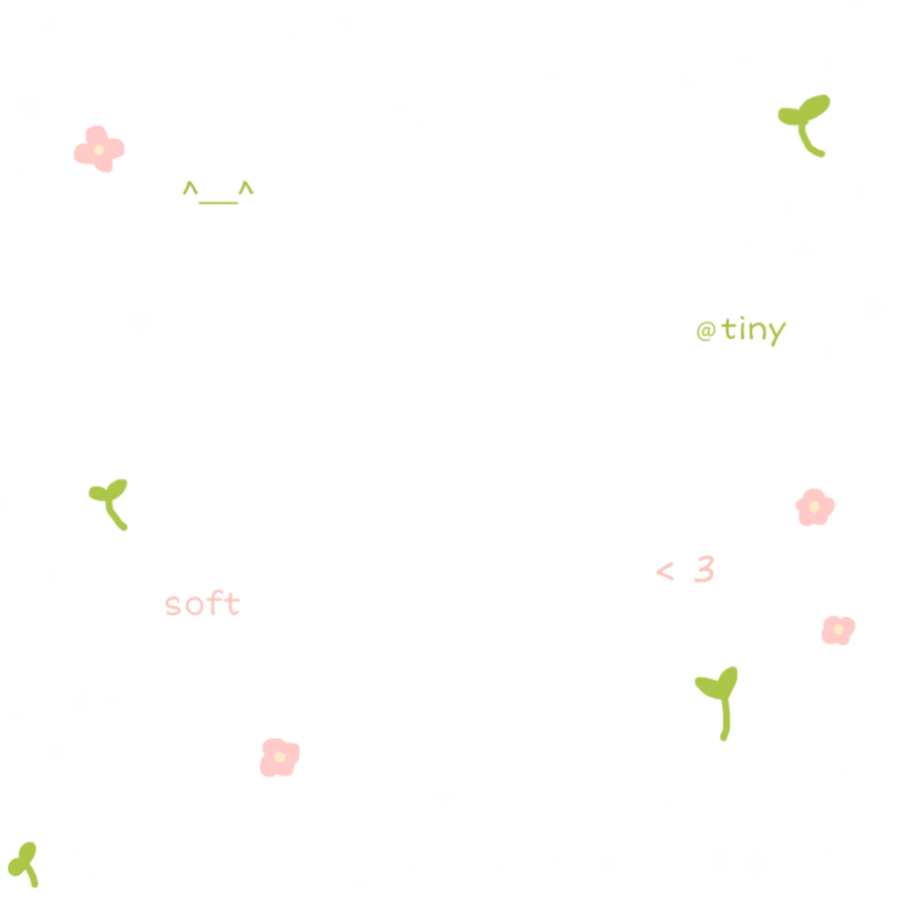 ^__^
@tiny
< 3
soft